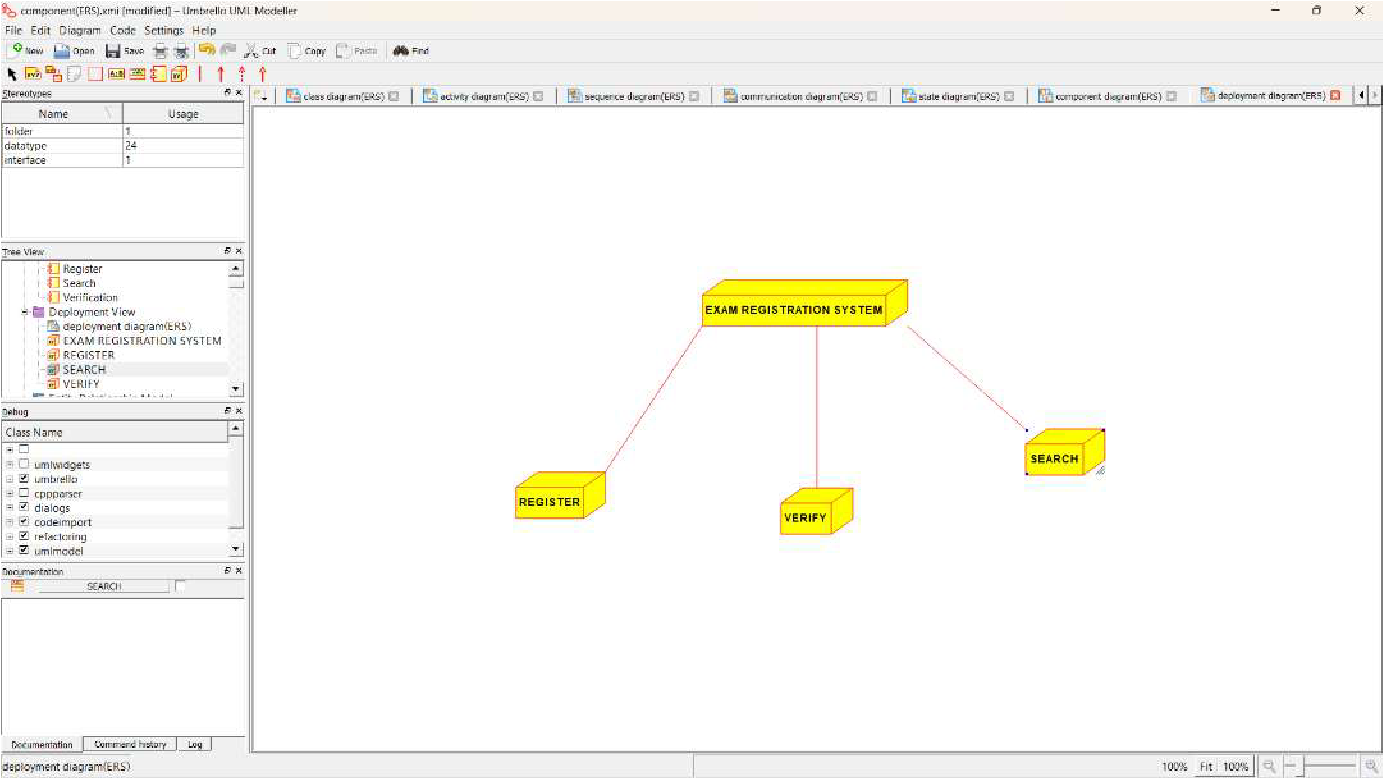 component(ERS).xmi [modified] – Umbrello UML Modeller
File Edit Diagram Code Settings Help
New Open Save Cut Copy Paste Find
Stereotypes
class diagram(ERS) activity diagram(ERS) sequence diagram(ERS) communication diagram(ERS) state diagram(ERS) component diagram(ERS) deployment diagram(ERS)
Name Usage
folder 1
datatype 24
interface 1
Tree View
Register
Search
Verification
Deployment View
deployment diagram(ERS)
EXAM REGISTRATION SYSTEM
REGISTER
SEARCH
VERIFY
EXAM REGISTRATION SYSTEM
SEARCH
REGISTER
VERIFY
Debug
Class Name
umlwidgets
umbrello
cppparser
dialogs
codeimport
refactoring
umlmodel
Documentation
SEARCH
Documentation Command history Log
deployment diagram(ERS)
100% Fit 100%